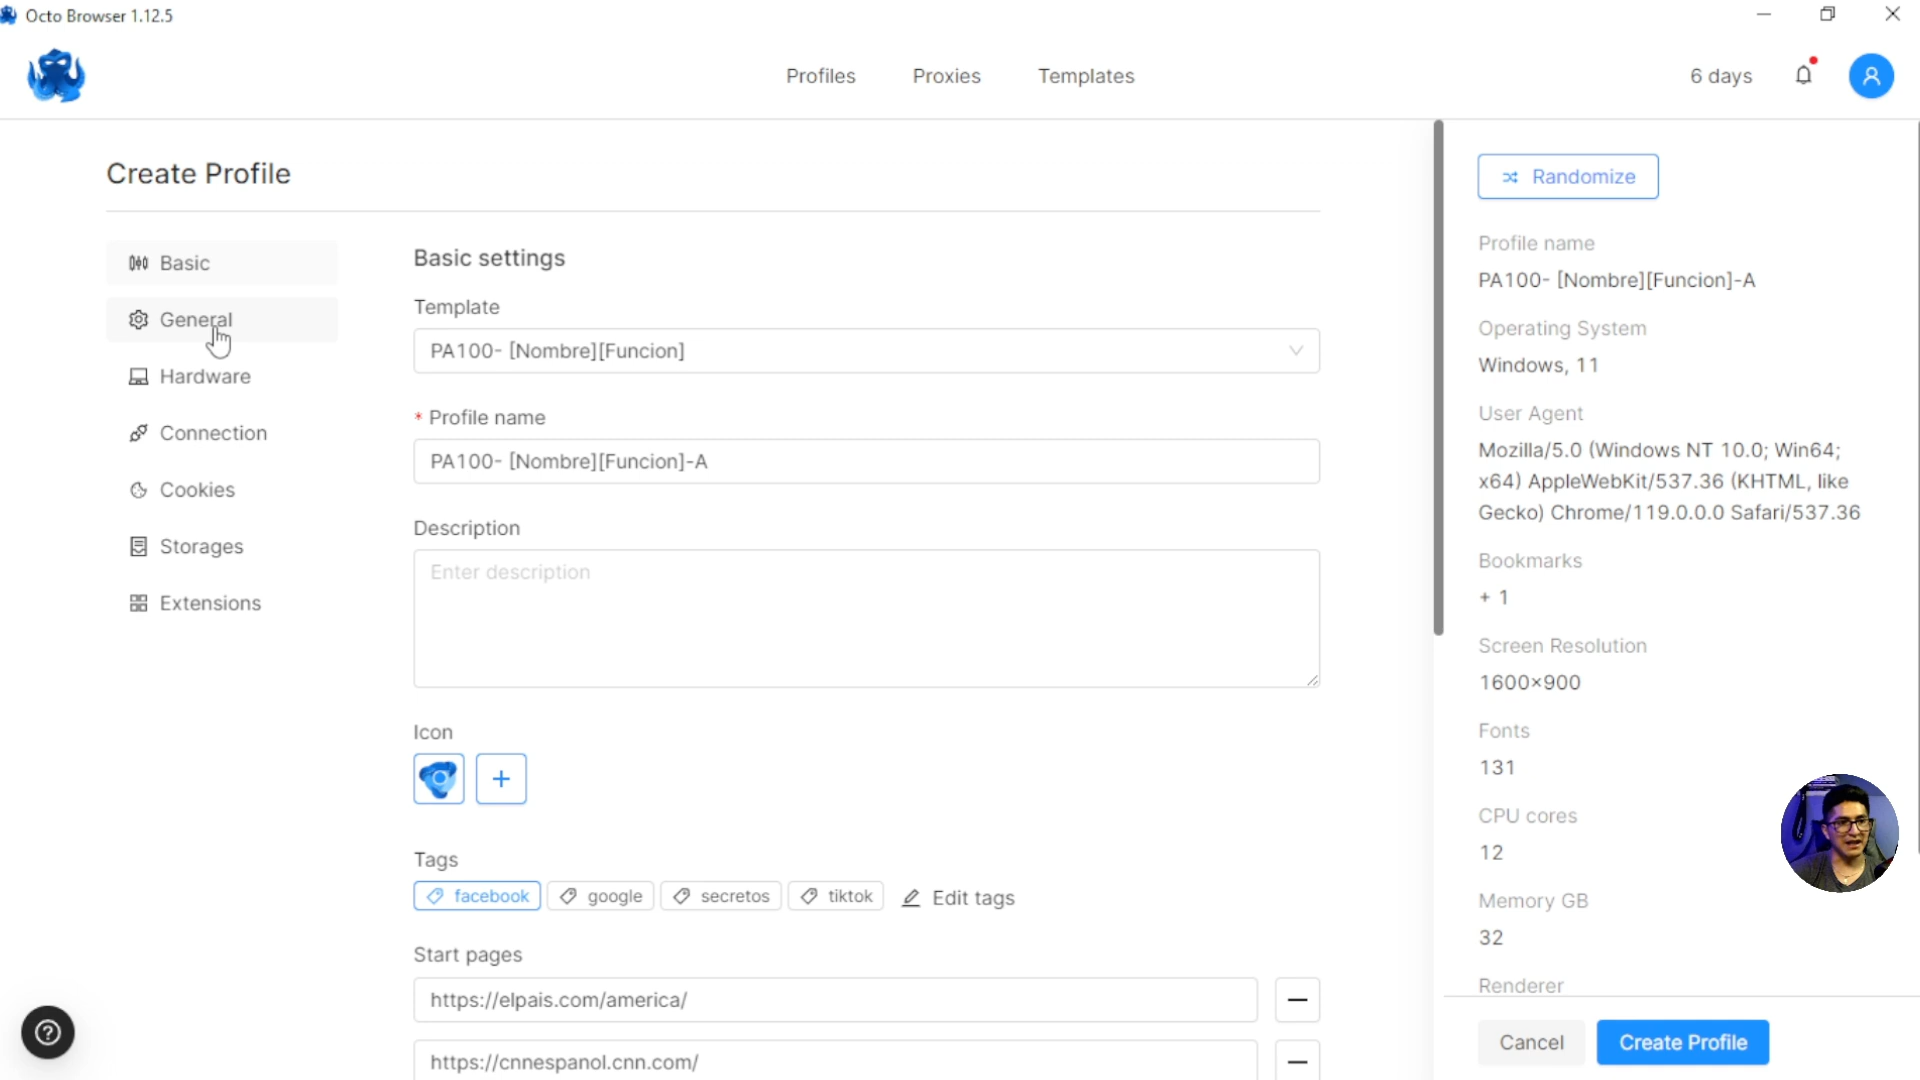 Octo Browser 1.12.5
Profiles
Proxies
Templates
6 days
Create Profile
Basic
General
Hardware
Connection
Cookies
Storages
Extensions
Basic settings
Template
PA100- [Nombre][Funcion]
* Profile name
PA100- [Nombre][Funcion]-A
Description
Enter description
Icon
Tags
facebook
google
secretos
tiktok
Edit tags
Start pages
https://elpais.com/america/
https://cnnespanol.cnn.com/
Randomize
Profile name
PA100- [Nombre][Funcion]-A
Operating System
Windows, 11
User Agent
Mozilla/5.0 (Windows NT 10.0; Win64;
x64) AppleWebKit/537.36 (KHTML, like
Gecko) Chrome/119.0.0.0 Safari/537.36
Bookmarks
+ 1
Screen Resolution
1600×900
Fonts
131
CPU cores
12
Memory GB
32
Renderer
Cancel
Create Profile